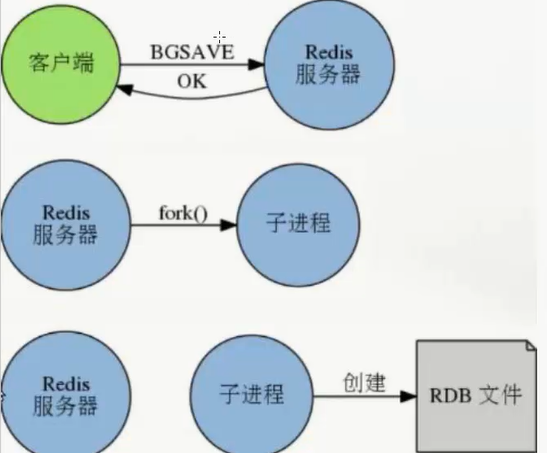 客户端
BGSAVE
OK
Redis
服务器
Redis
服务器
fork()
子进程
Redis
服务器
子进程
创建
RDB 文件